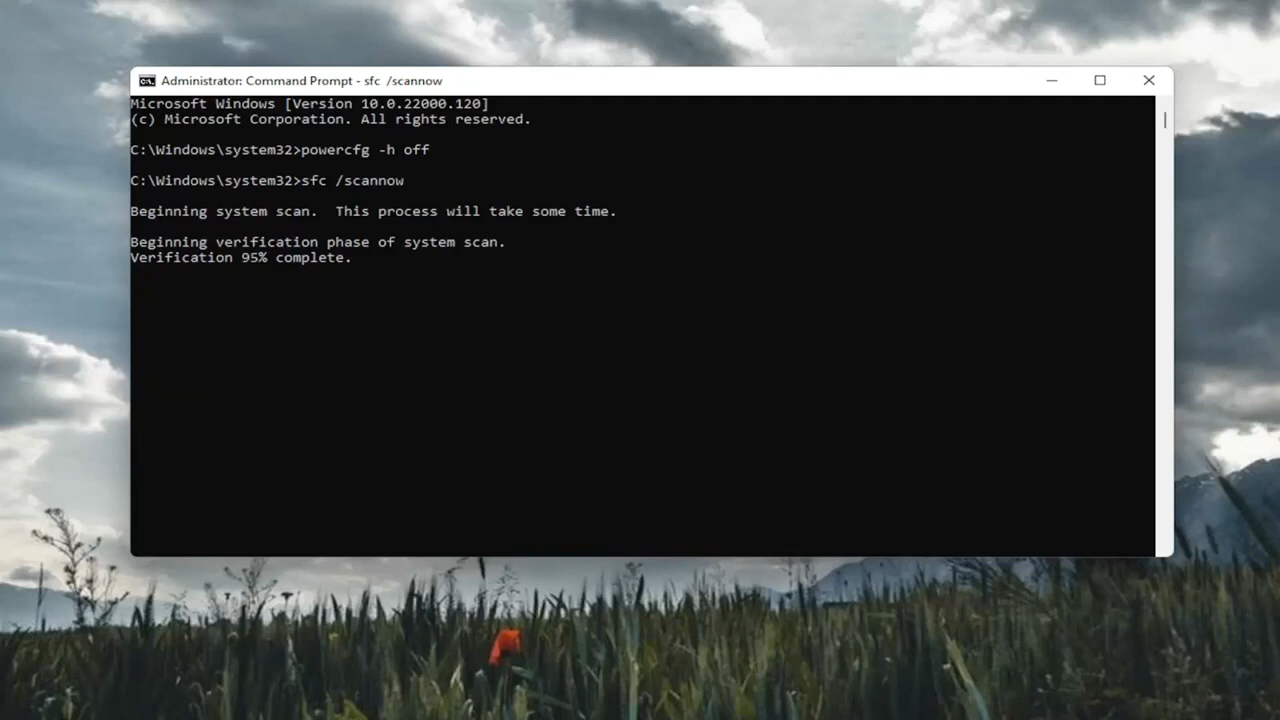 Administrator: Command Prompt - sfc  /scannow
Microsoft Windows [Version 10.0.22000.120]
(c) Microsoft Corporation. All rights reserved.
C:\Windows\system32>powercfg -h off
C:\Windows\system32>sfc /scannow
Beginning system scan.  This process will take some time.
Beginning verification phase of system scan.
Verification 95% complete.